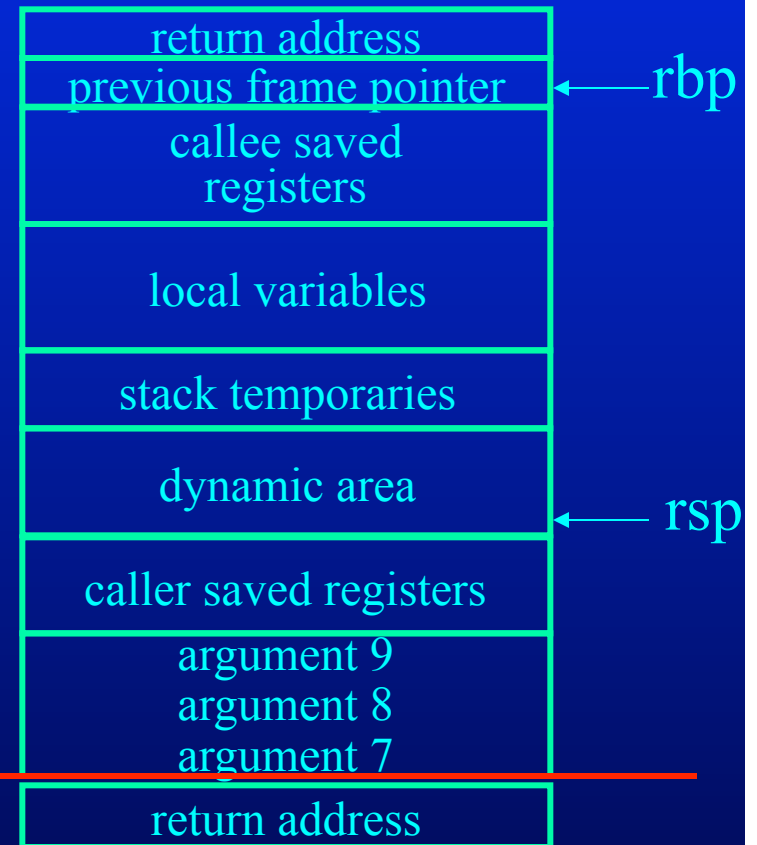 return address
previous frame pointer
rbp
callee saved
registers
local variables
stack temporaries
dynamic area
rsp
caller saved registers
argument 9
argument 8
argument 7
return address